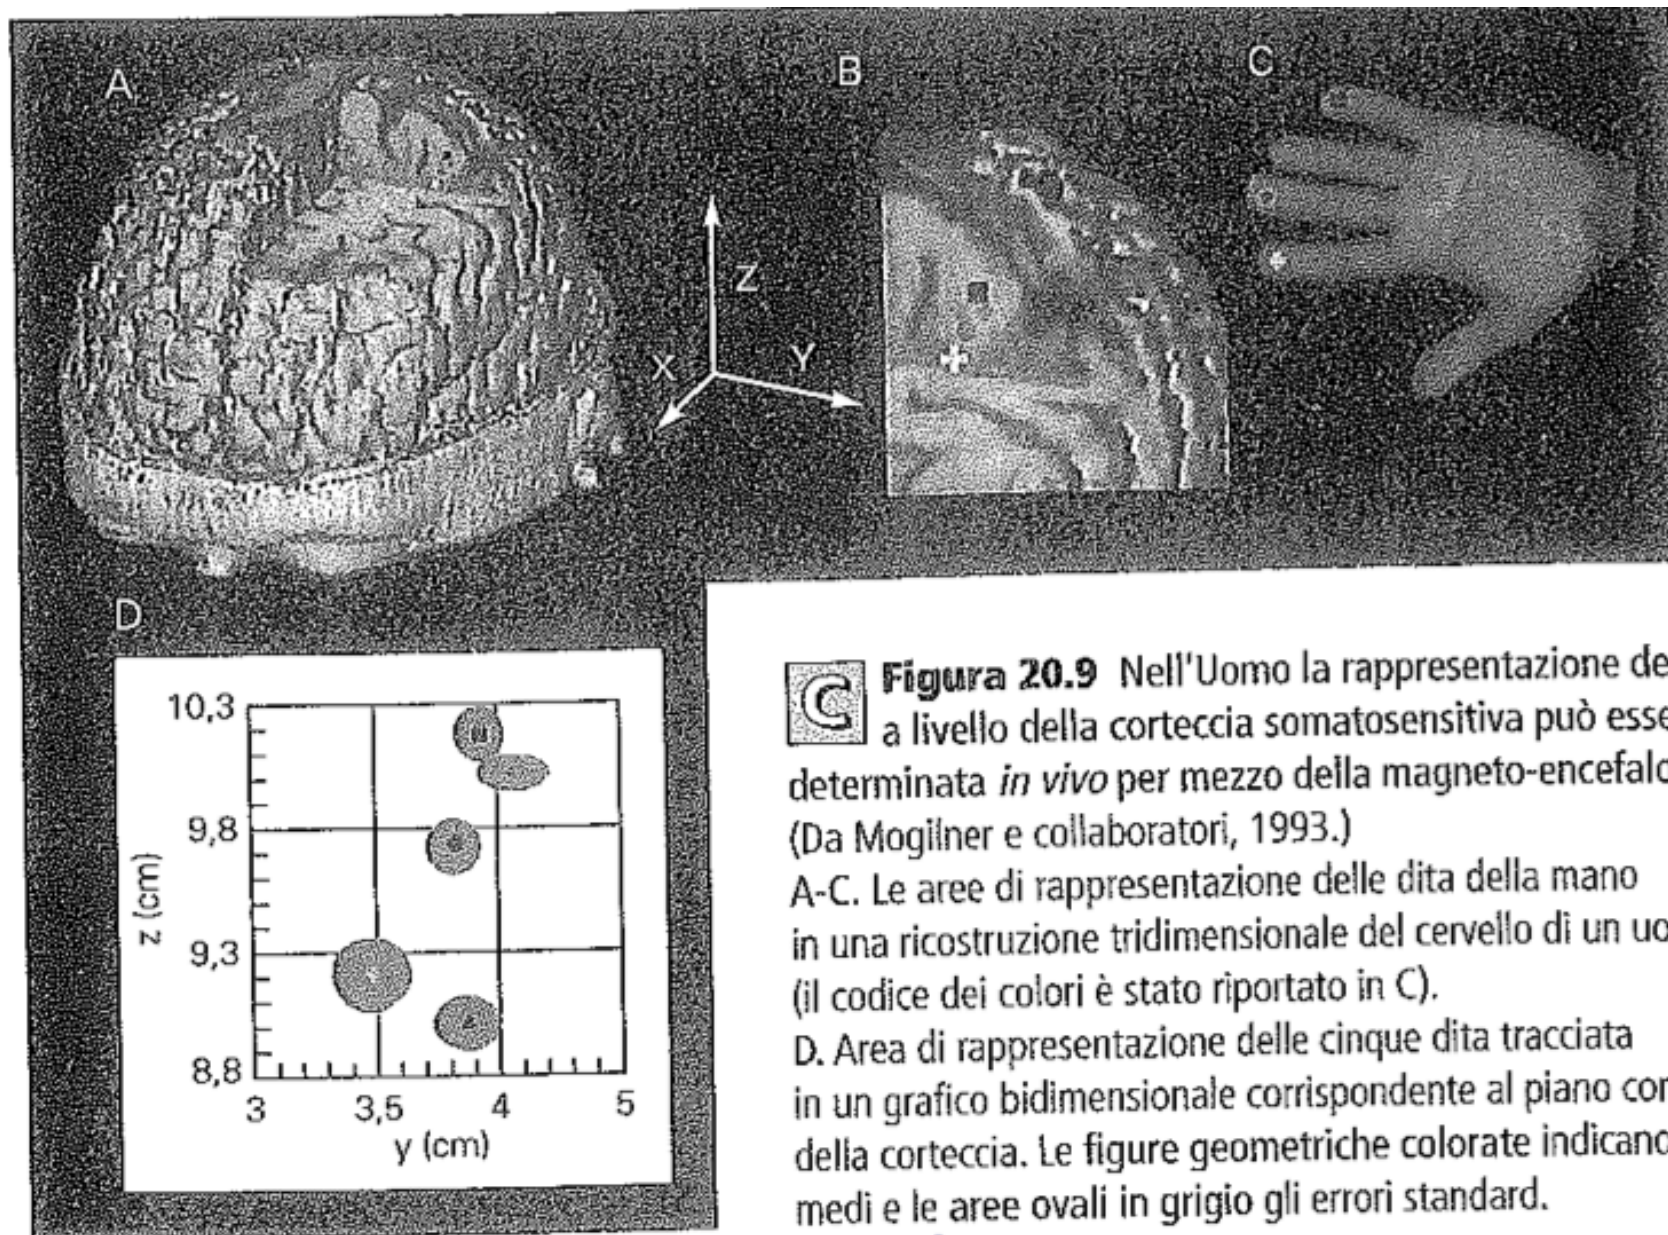 A
B
C
Z
X
Y
D
10,3
9,8
9,3
8,8
z (cm)
3
3,5
4
5
y (cm)
C Figura 20.9 Nell'Uomo la rappresentazione de
a livello della corteccia somatosensitiva può esse
determinata in vivo per mezzo della magneto-encefalo
(Da Mogilner e collaboratori, 1993.)
A-C. Le aree di rappresentazione delle dita della mano
in una ricostruzione tridimensionale del cervello di un uo
(il codice dei colori è stato riportato in C).
D. Area di rappresentazione delle cinque dita tracciata
in un grafico bidimensionale corrispondente al piano cor
della corteccia. Le figure geometriche colorate indicano
medi e le aree ovali in grigio gli errori standard.